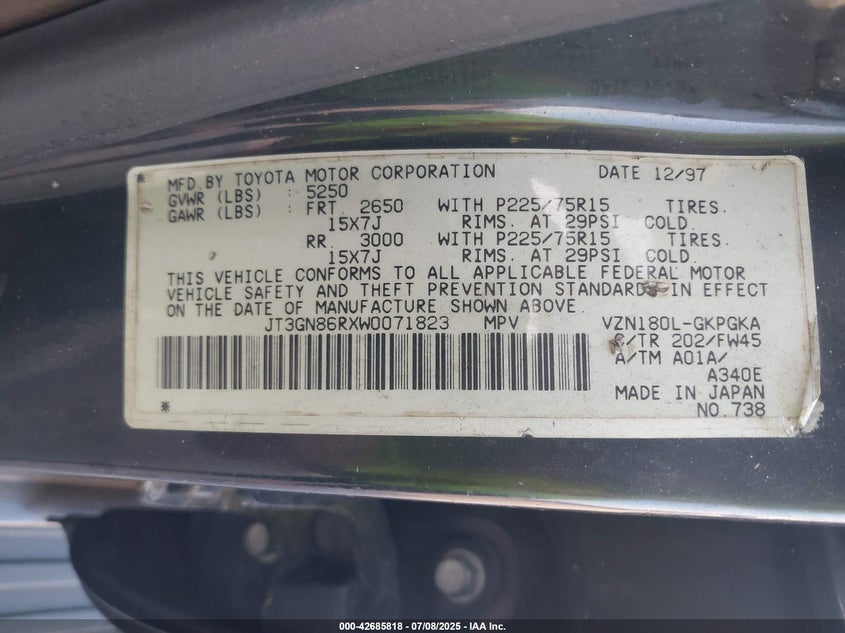 MFD. BY TOYOTA MOTOR CORPORATION DATE 12/97
GVWR (LBS) : 5250
GAWR (LBS) : FRT. 2650 WITH P225/75R15 TIRES.
15X7J RIMS. AT 29PSI COLD.
RR. 3000 WITH P225/75R15 TIRES.
15X7J RIMS. AT 29PSI COLD.
THIS VEHICLE CONFORMS TO ALL APPLICABLE FEDERAL MOTOR
VEHICLE SAFETY AND THEFT PREVENTION STANDARDS IN EFFECT
ON THE DATE OF MANUFACTURE SHOWN ABOVE.
JT3GN86RXW0071823 MPV VZN180L-GKPGKA
C/TR 202/FW45
A/TM A01A/
A340E
MADE IN JAPAN
NO. 738
000-42685818 - 07/08/2025 - IAA Inc.